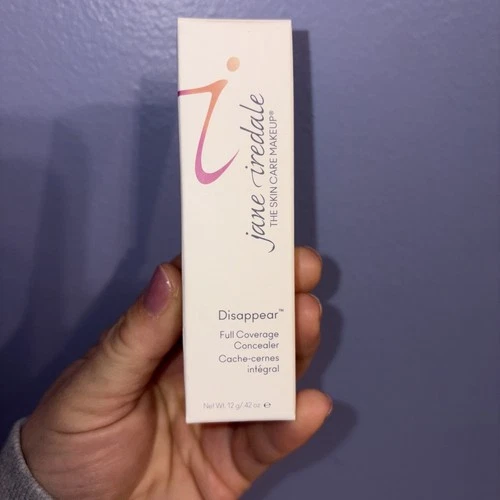 jane iredale
THE SKIN CARE MAKEUP®
Disappear™
Full Coverage
Concealer
Cache-cernes
intégral
Net Wt. 12 g/.42 oz e